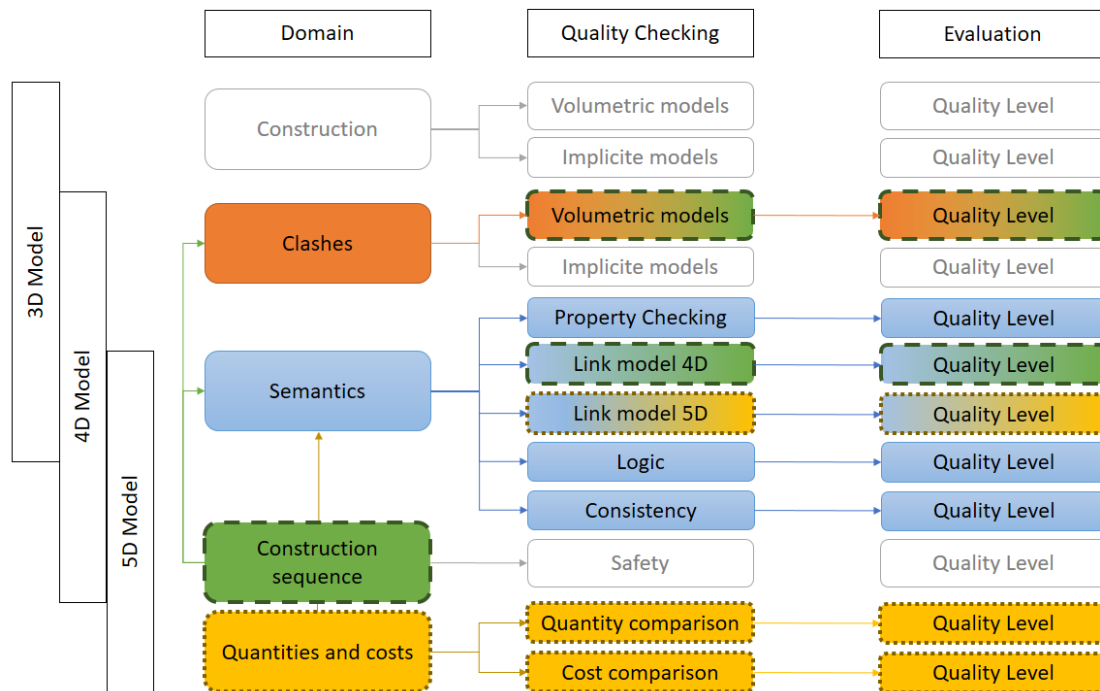 Domain
Quality Checking
Evaluation
3D Model
4D Model
5D Model
Construction
Volumetric models
Quality Level
Implicite models
Quality Level
Clashes
Volumetric models
Quality Level
Implicite models
Quality Level
Semantics
Property Checking
Quality Level
Link model 4D
Quality Level
Link model 5D
Quality Level
Logic
Quality Level
Consistency
Quality Level
Construction
sequence
Safety
Quality Level
Quantities and costs
Quantity comparison
Quality Level
Cost comparison
Quality Level